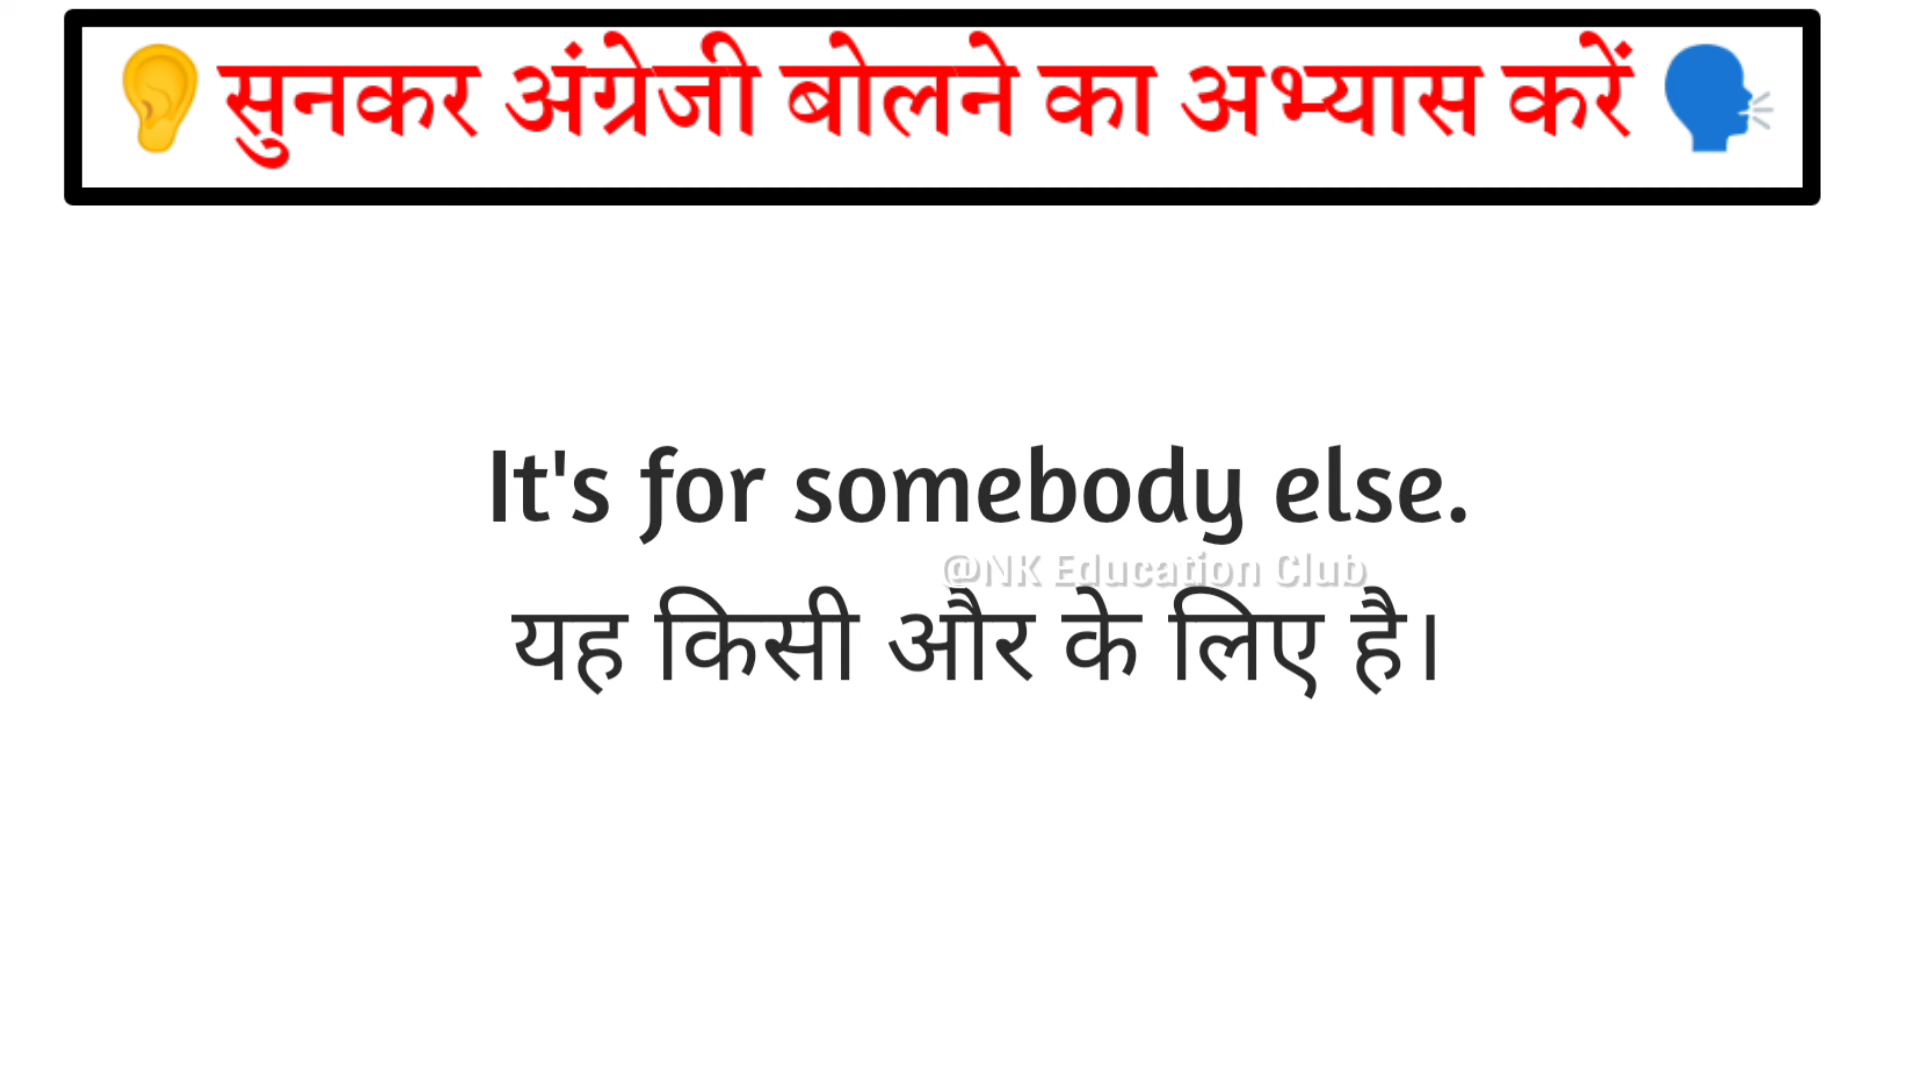 👂सुनकर अंग्रेजी बोलने का अभ्यास करें🗣️
It's for somebody else.
@NK Education Club
यह किसी और के लिए है।